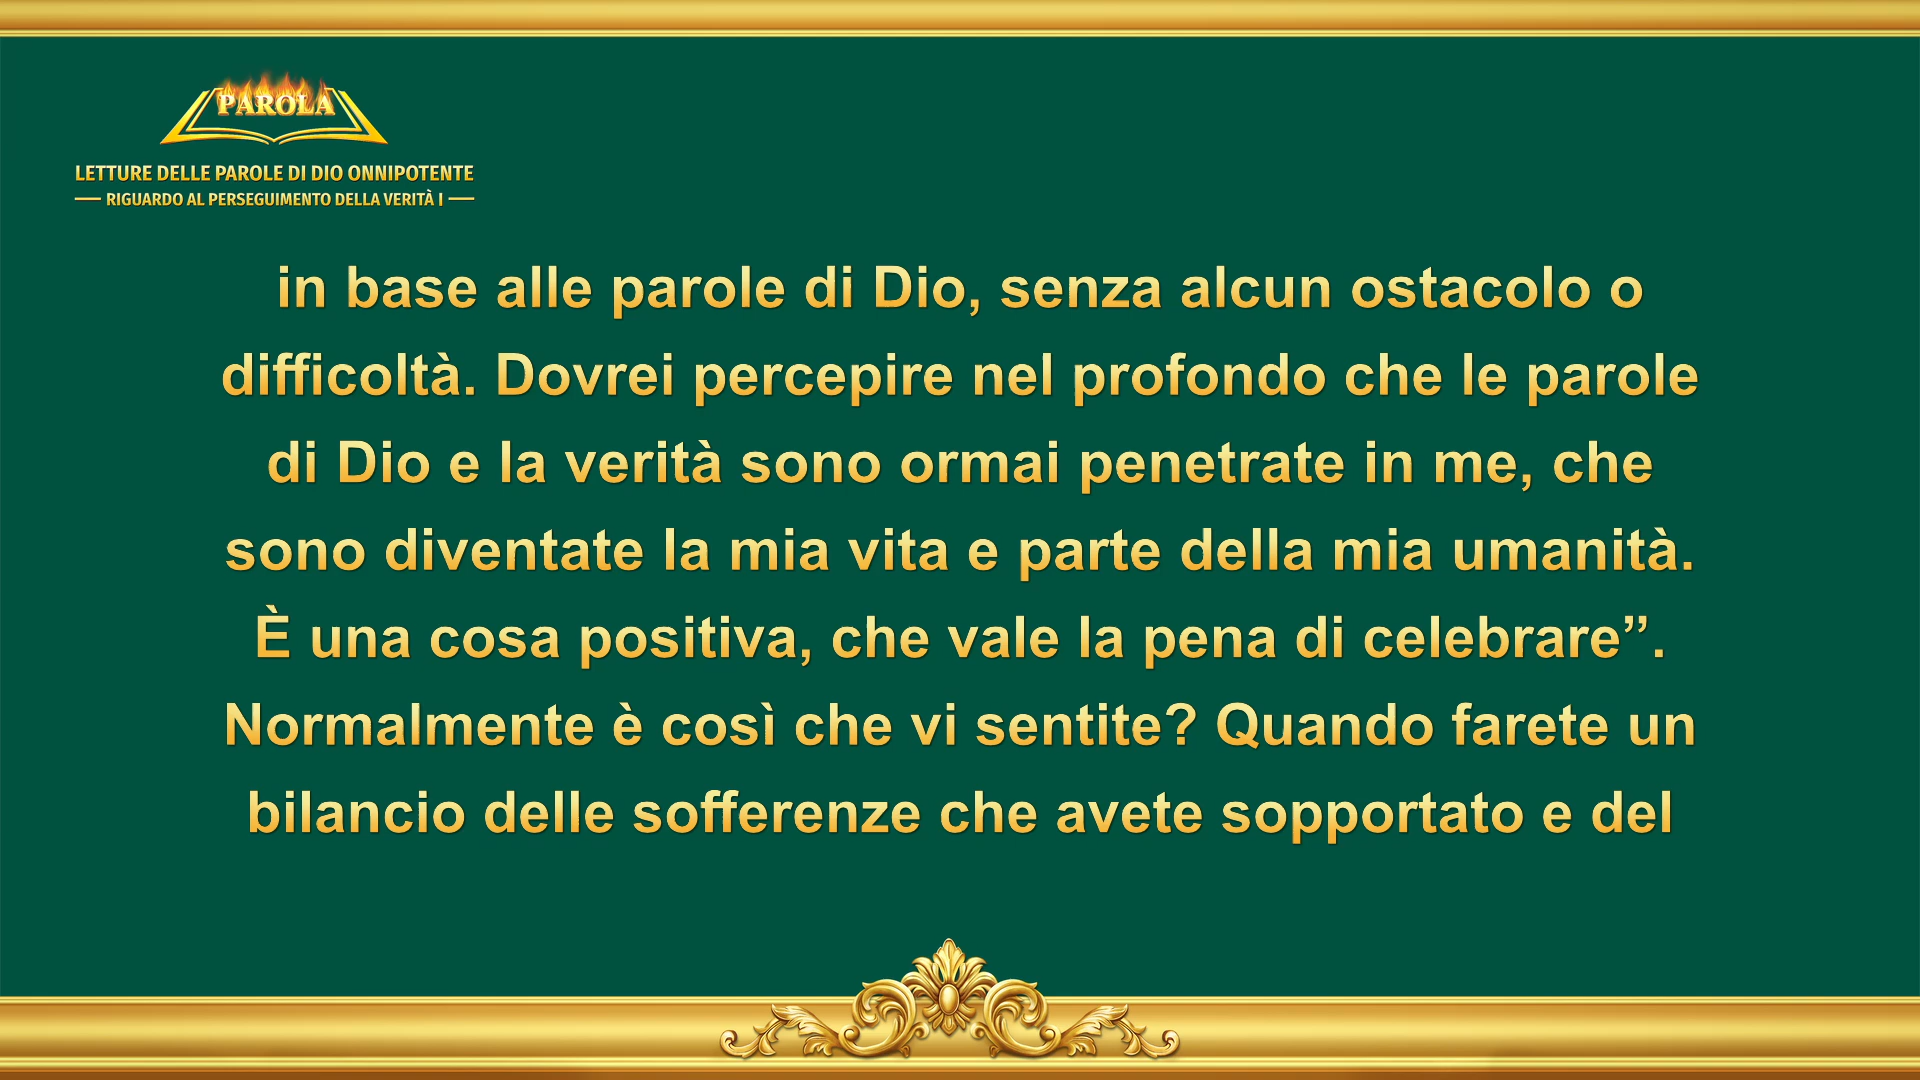 PAROLA
LETTURE DELLE PAROLE DI DIO ONNIPOTENTE
RIGUARDO AL PERSEGUIMENTO DELLA VERITÀ I
in base alle parole di Dio, senza alcun ostacolo o
difficoltà. Dovrei percepire nel profondo che le parole
di Dio e la verità sono ormai penetrate in me, che
sono diventate la mia vita e parte della mia umanità.
È una cosa positiva, che vale la pena di celebrare”.
Normalmente è così che vi sentite? Quando farete un
bilancio delle sofferenze che avete sopportato e del